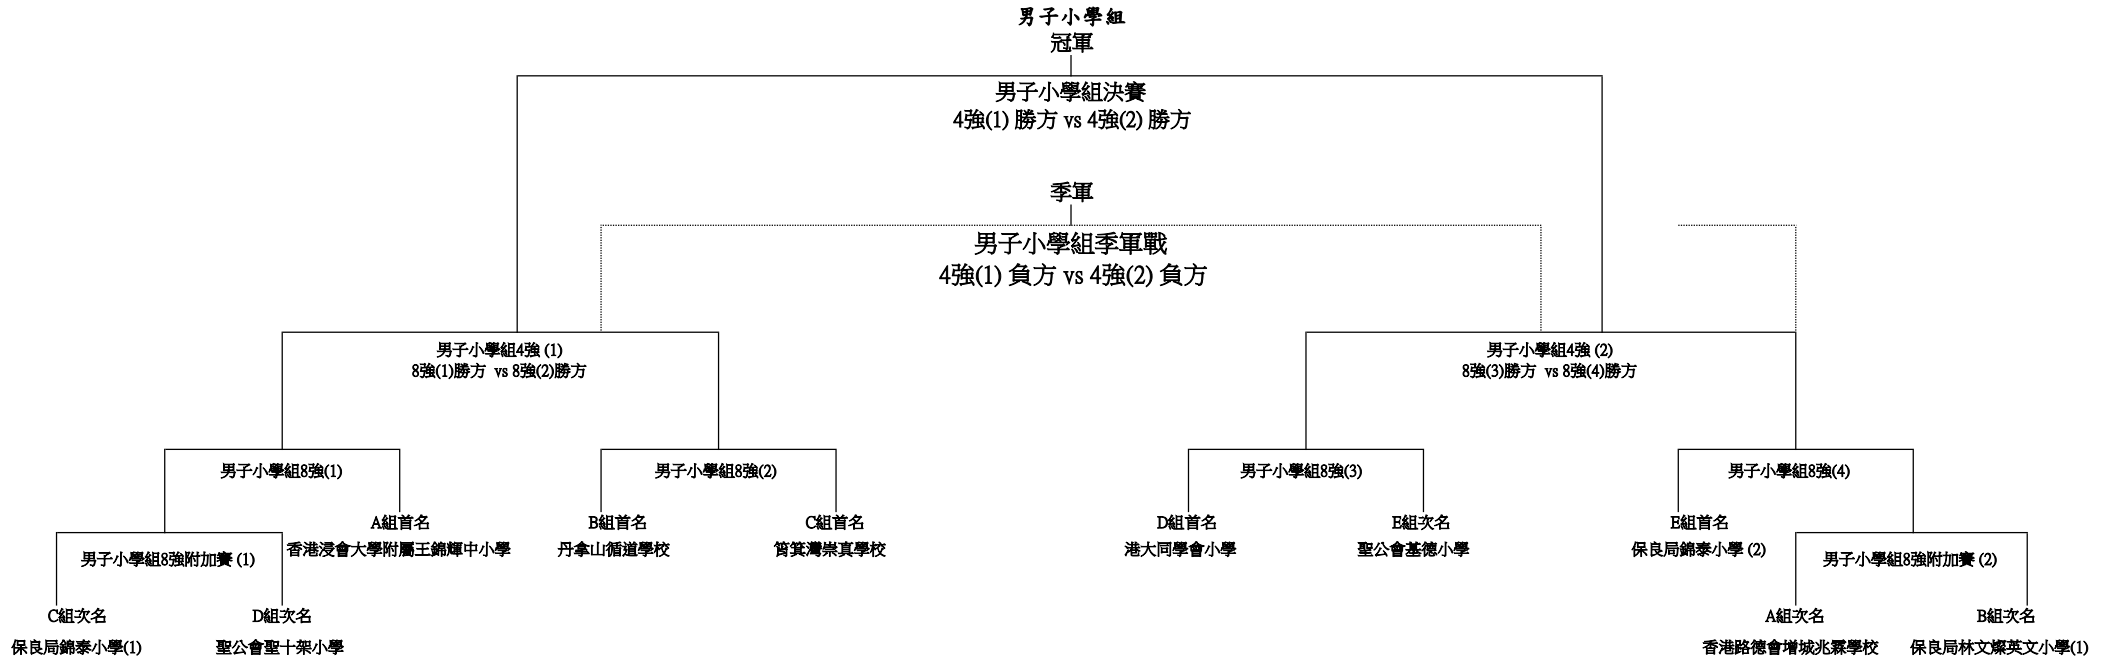 男子小學組
冠軍
男子小學組決賽
4強(1) 勝方 vs 4強(2) 勝方
季軍
男子小學組季軍戰
4強(1) 負方 vs 4強(2) 負方
男子小學組4強 (1)
8強(1)勝方 vs 8強(2)勝方
男子小學組4強 (2)
8強(3)勝方 vs 8強(4)勝方
男子小學組8強(1)
男子小學組8強(2)
男子小學組8強(3)
男子小學組8強(4)
A組首名
香港浸會大學附屬王錦輝中小學
B組首名
丹拿山循道學校
C組首名
筲箕灣崇真學校
D組首名
港大同學會小學
E組次名
聖公會基德小學
E組首名
保良局錦泰小學 (2)
男子小學組8強附加賽 (1)
男子小學組8強附加賽 (2)
C組次名
保良局錦泰小學(1)
D組次名
聖公會聖十架小學
A組次名
香港路德會增城兆霖學校
B組次名
保良局林文燦英文小學(1)